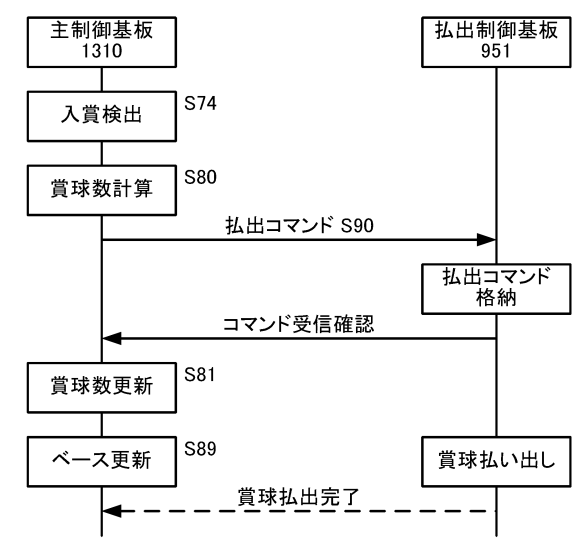 主制御基板
1310
払出制御基板
951
入賞検出
S74
賞球数計算
S80
払出コマンド S90
払出コマンド
格納
コマンド受信確認
賞球数更新
S81
ベース更新
S89
賞球払い出し
賞球払出完了